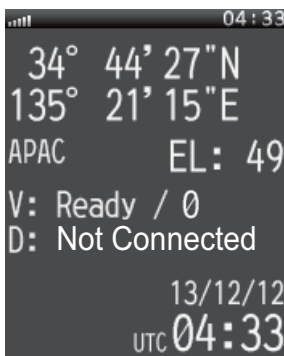 04:33
34° 44’ 27"N
135° 21’ 15"E
APAC EL: 49
V: Ready / 0
D: Not Connected
13/12/12
UTC 04:33